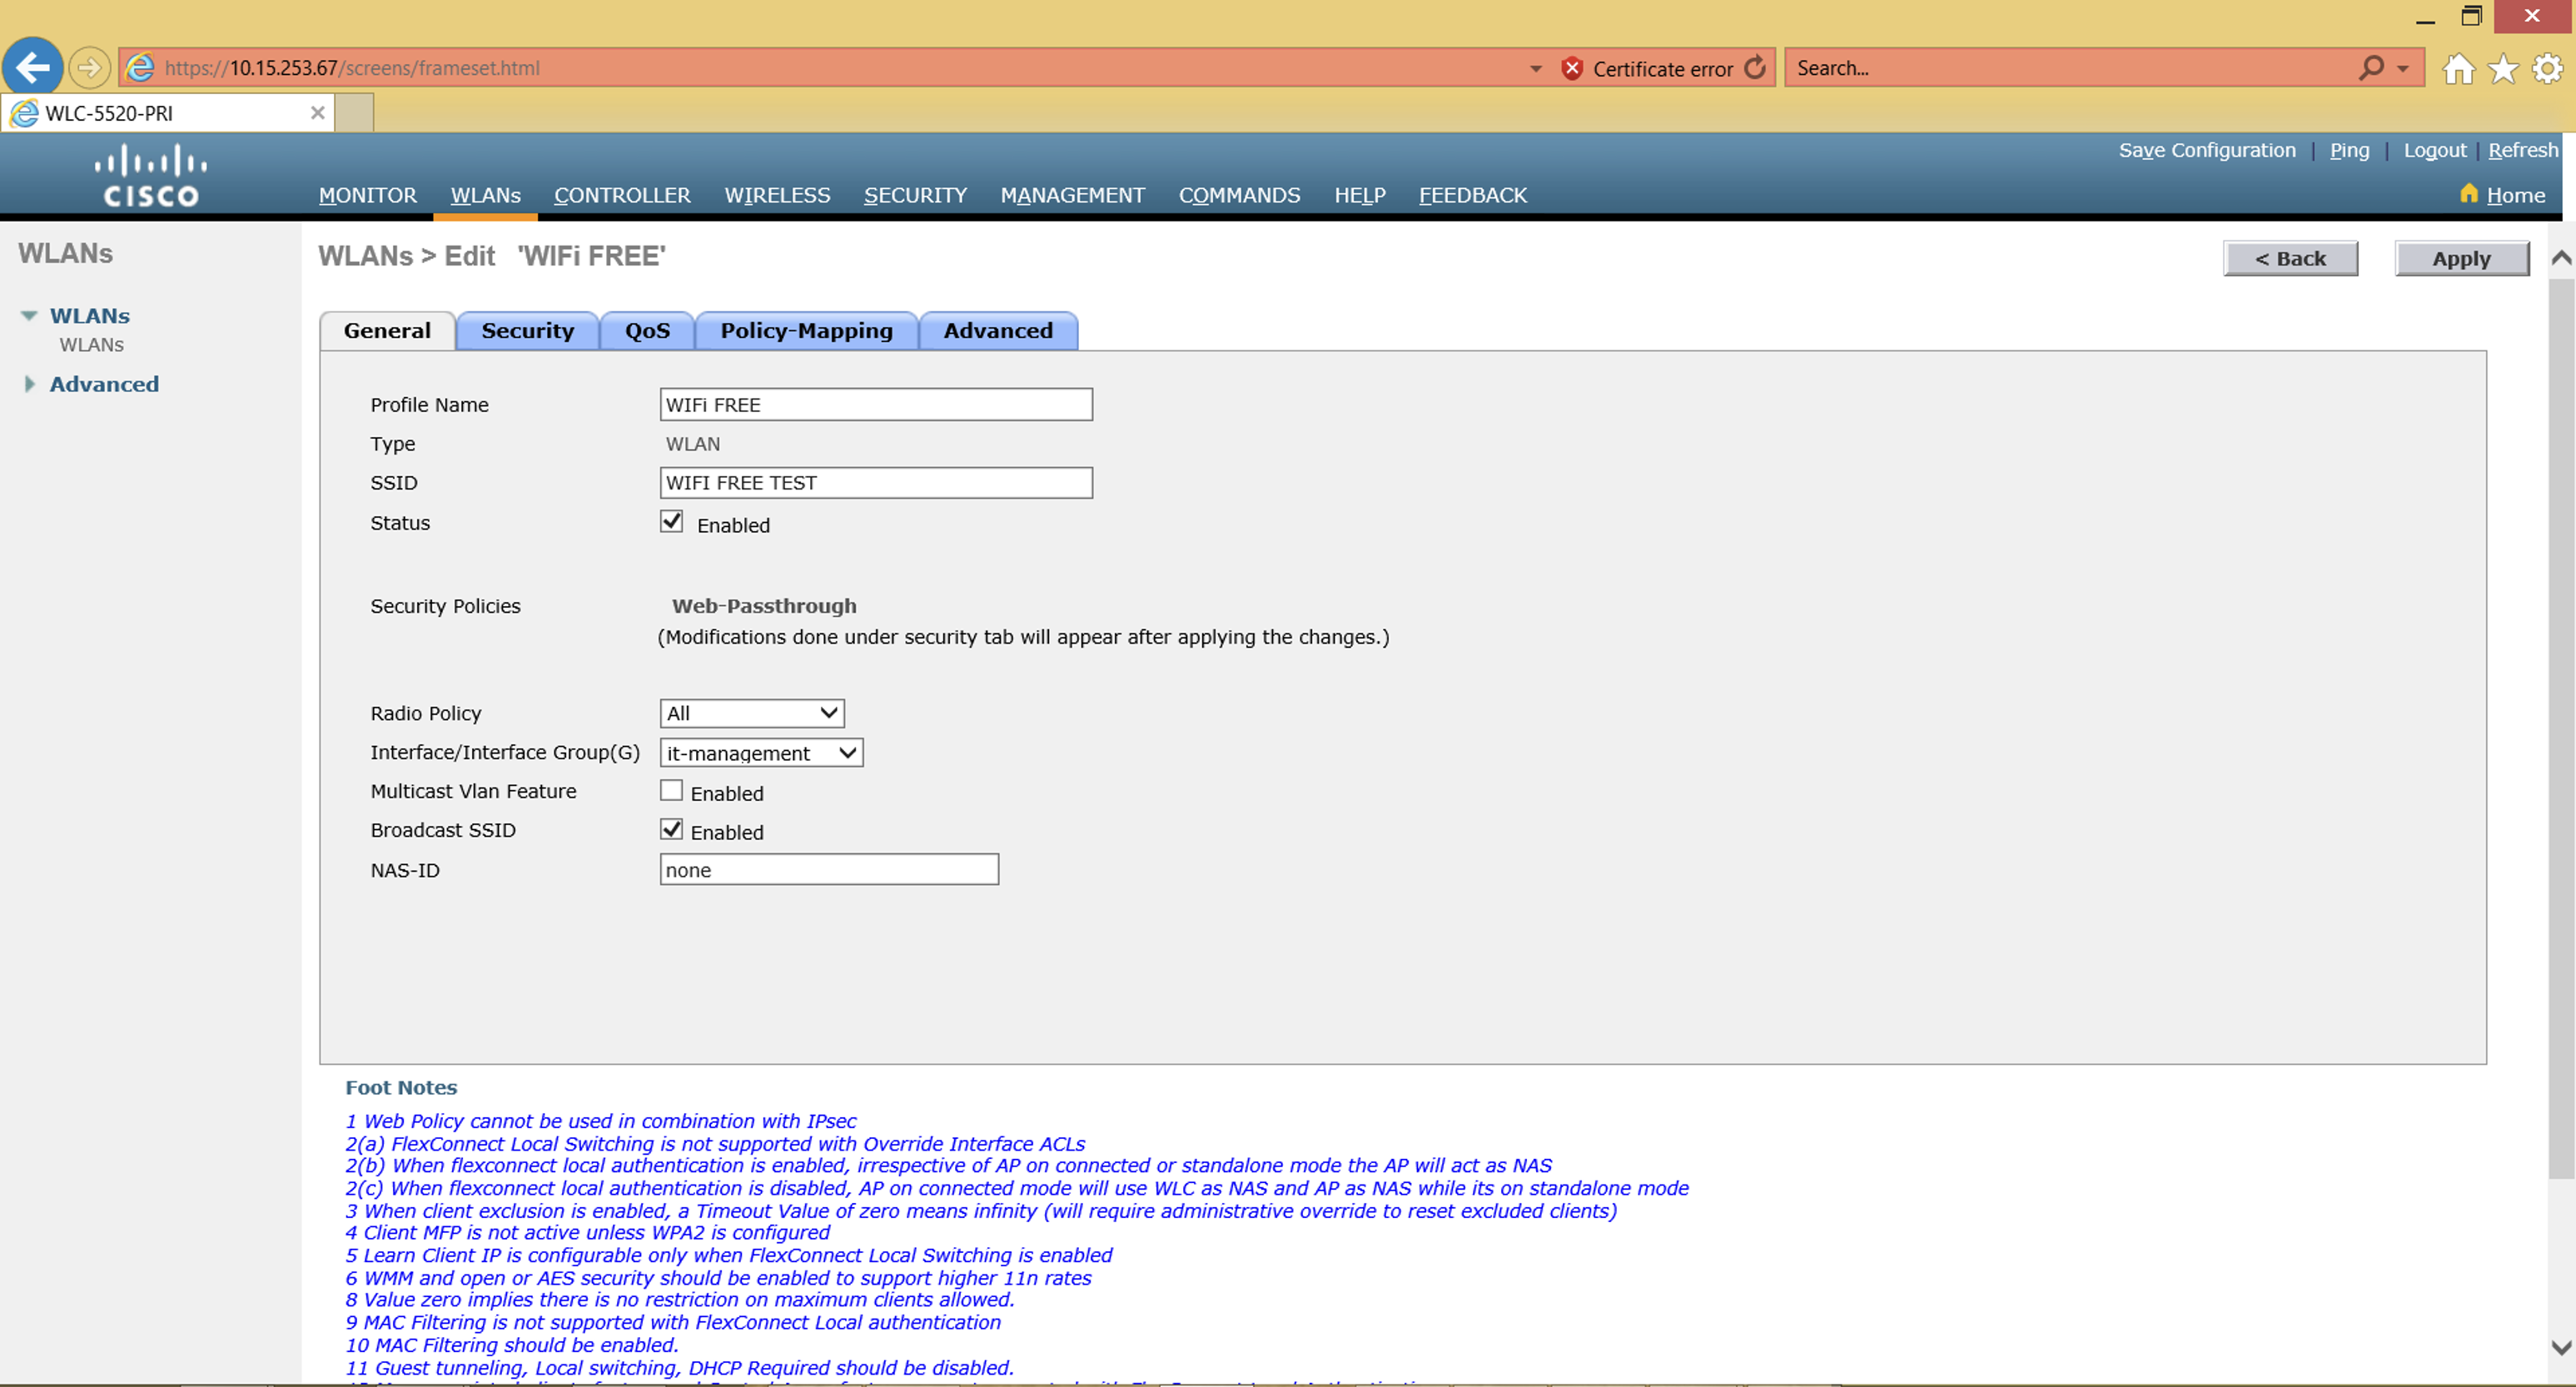 https://10.15.253.67/screens/frameset.html
Certificate error
Search...
WLC-5520-PRI
Save Configuration | Ping | Logout | Refresh
CISCO
MONITOR WLANs CONTROLLER WIRELESS SECURITY MANAGEMENT COMMANDS HELP FEEDBACK
Home
WLANs
WLANs
WLANs
Advanced
WLANs > Edit 'WIFi FREE'
< Back
Apply
General Security QoS Policy-Mapping Advanced
Profile Name WIFi FREE
Type WLAN
SSID WIFI FREE TEST
Status Enabled
Security Policies Web-Passthrough
(Modifications done under security tab will appear after applying the changes.)
Radio Policy All
Interface/Interface Group(G) it-management
Multicast Vlan Feature Enabled
Broadcast SSID Enabled
NAS-ID none
Foot Notes
1 Web Policy cannot be used in combination with IPsec
2(a) FlexConnect Local Switching is not supported with Override Interface ACLs
2(b) When flexconnect local authentication is enabled, irrespective of AP on connected or standalone mode the AP will act as NAS
2(c) When flexconnect local authentication is disabled, AP on connected mode will use WLC as NAS and AP as NAS while its on standalone mode
3 When client exclusion is enabled, a Timeout Value of zero means infinity (will require administrative override to reset excluded clients)
4 Client MFP is not active unless WPA2 is configured
5 Learn Client IP is configurable only when FlexConnect Local Switching is enabled
6 WMM and open or AES security should be enabled to support higher 11n rates
8 Value zero implies there is no restriction on maximum clients allowed.
9 MAC Filtering is not supported with FlexConnect Local authentication
10 MAC Filtering should be enabled.
11 Guest tunneling, Local switching, DHCP Required should be disabled.